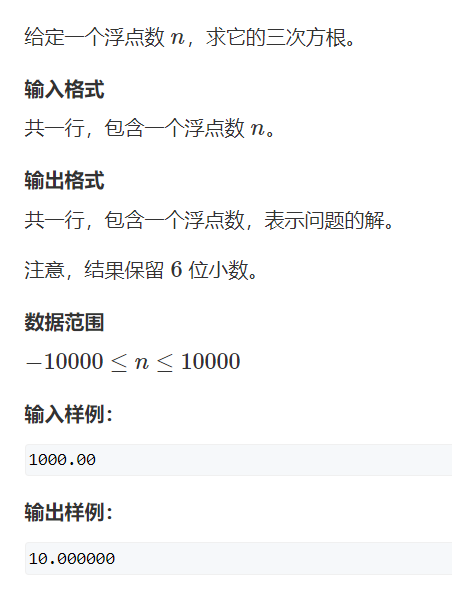 给定一个浮点数 n，求它的三次方根。
输入格式
共一行，包含一个浮点数 n。
输出格式
共一行，包含一个浮点数，表示问题的解。
注意，结果保留 6 位小数。
数据范围
−10000 ≤ n ≤ 10000
输入样例：
1000.00
输出样例：
10.000000